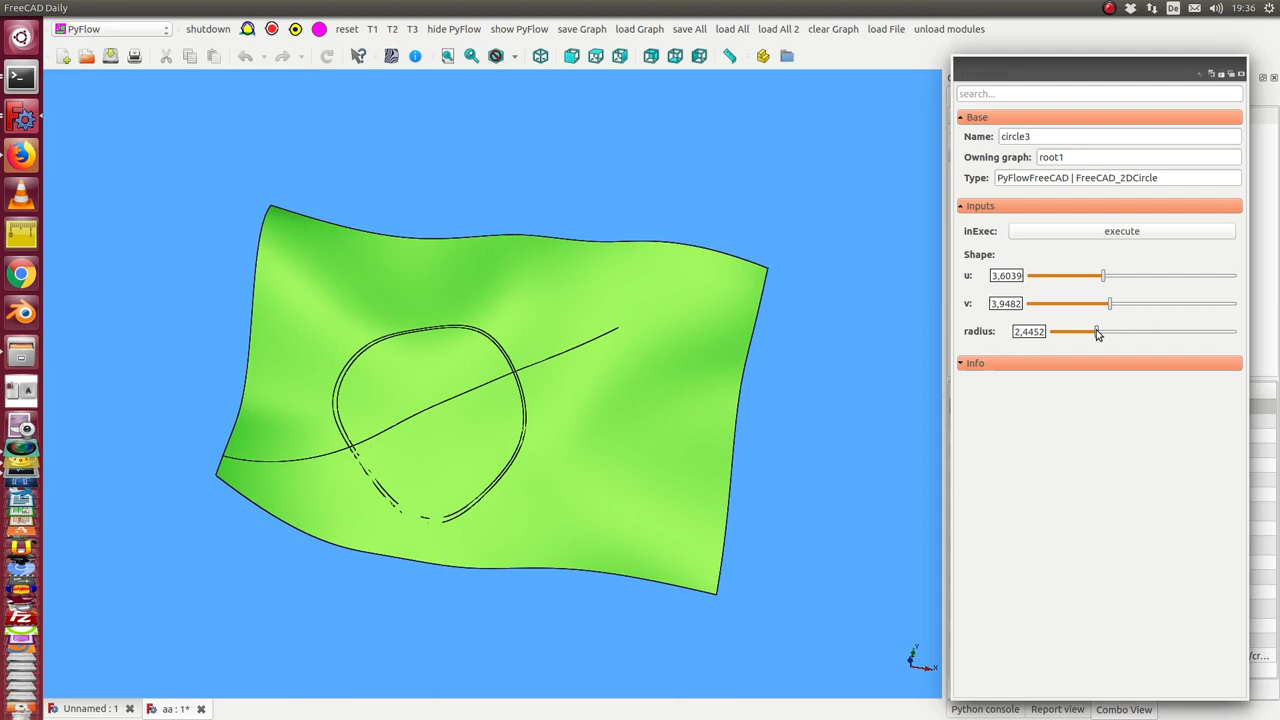 FreeCAD Daily
De
19:36
PyFlow
shutdown
reset
T1
T2
T3
hide PyFlow
show PyFlow
save Graph
load Graph
save All
load All
load All 2
clear Graph
load File
unload modules
search...
Base
Name:
circle3
Owning graph:
root1
Type:
PyFlowFreeCAD | FreeCAD_2DCircle
Inputs
inExec:
execute
Shape:
u:
3,6039
v:
3,9482
radius:
2,4452
Info
Y
X
/cr...
Unnamed : 1
aa : 1*
Python console
Report view
Combo View